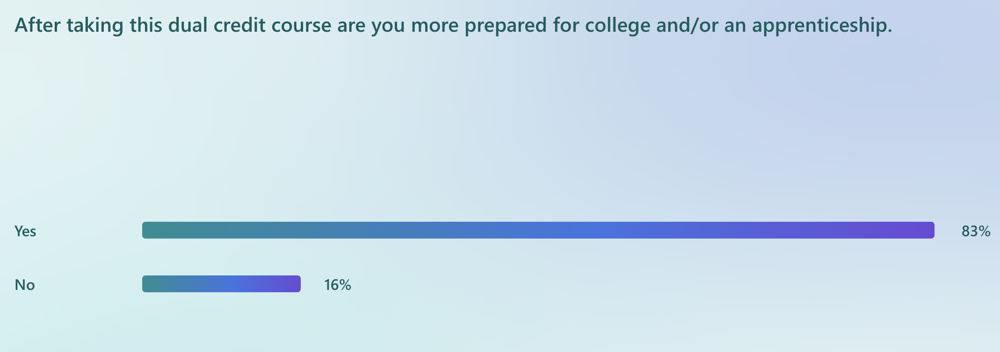 After taking this dual credit course are you more prepared for college and/or an apprenticeship.
Yes 83%
No 16%